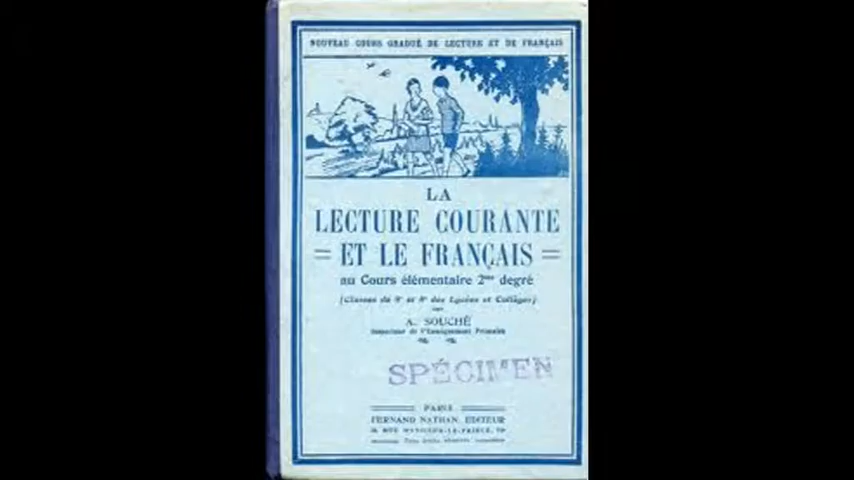 NOUVEAU COURS GRADUÉ DE LECTURE ET DE FRANÇAIS
LA
LECTURE COURANTE
ET LE FRANÇAIS
au Cours élémentaire 2me degré
(Classes de 9e et 8e des Lycées et Collèges)
PAR
A. SOUCHÉ
Inspecteur de l'Enseignement Primaire
SPÉCIMEN
PARIS
FERNAND NATHAN, ÉDITEUR